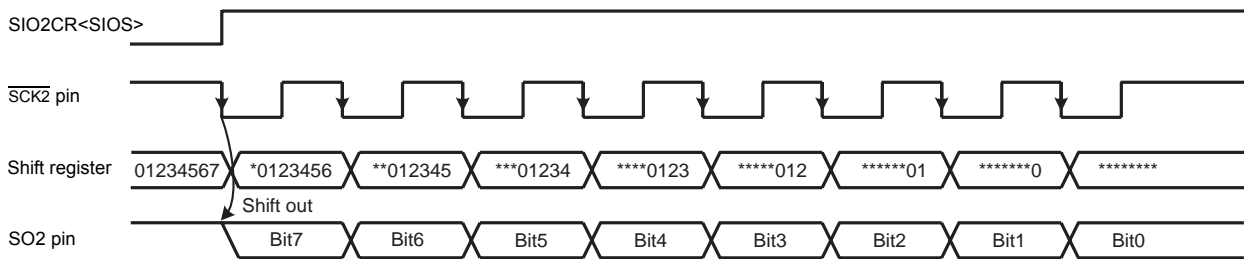 SIO2CR<SIOS>
SCK2 pin
Shift register 01234567 *0123456 **012345 ***01234 ****0123 *****012 ******01 *******0 ********
Shift out
SO2 pin Bit7 Bit6 Bit5 Bit4 Bit3 Bit2 Bit1 Bit0